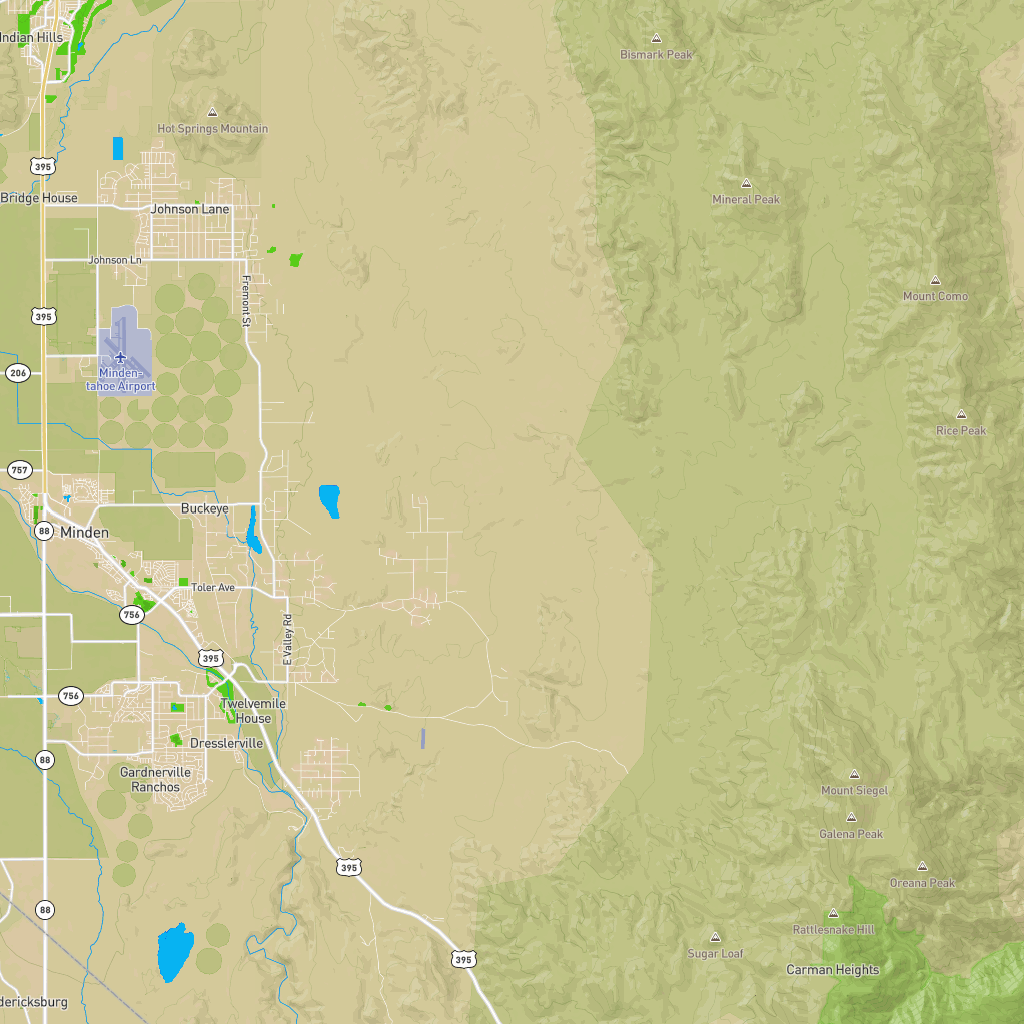 Indian Hills
Bismark Peak
Hot Springs Mountain
395
Mineral Peak
Bridge House
Johnson Lane
Johnson Ln
Fremont St
Mount Como
395
206
Minden-
tahoe Airport
Rice Peak
757
Buckeye
88
Minden
Toler Ave
756
E Valley Rd
395
756
Twelvemile
House
Dresslerville
88
Gardnerville
Ranchos
Mount Siegel
Galena Peak
395
Oreana Peak
88
Rattlesnake Hill
Sugar Loaf
395
Carman Heights
dericksburg